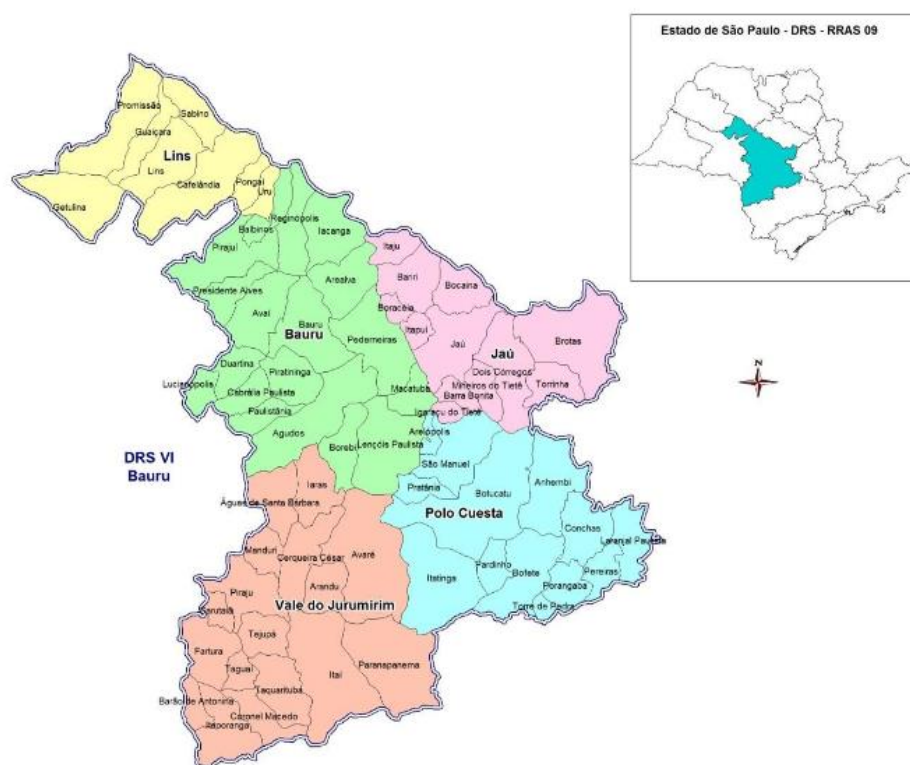 Estado de São Paulo - DRS - RRAS 09
Promissão
Sabino
Guaiçara
Lins
Lins
Cafelândia
Pongaí
Uru
Getulina
Reginópolis
Balbinos
Iacanga
Pirajuí
Itaju
Bariri
Bocaina
Arealva
Presidente Alves
Avaí
Bauru
Bauru
Boracéia
Itapuí
Pederneiras
Jaú
Jaú
Brotas
Duartina
Piratininga
Dois Córregos
Lucianópolis
Cabrália Paulista
Macatuba
Mineiros do Tietê
Torrinha
Barra Bonita
Paulistânia
Igaraçu do Tietê
Agudos
Areiópolis
Borebi
Lençóis Paulista
DRS VI
Bauru
São Manuel
Iaras
Pratânia
Botucatu
Anhembi
Águas de Santa Bárbara
Polo Cuesta
Conchas
Laranjal Paulista
Manduri
Cerqueira César
Avaré
Pardinho
Itatinga
Bofete
Pereiras
Porangaba
Piraju
Arandu
Vale do Jurumirim
Torre de Pedra
Sarutaiá
Tejupá
Fartura
Taguaí
Itaí
Paranapanema
Taquarituba
Barão de Antonina
Coronel Macedo
Itaporanga
N